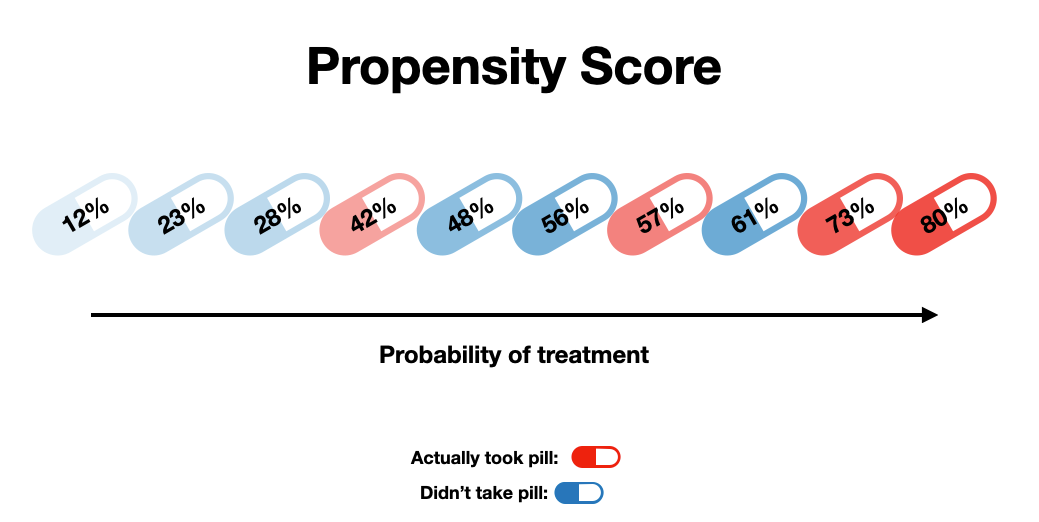 Propensity Score
12% 23% 28% 42% 48% 56% 57% 61% 73% 80%
Probability of treatment
Actually took pill:
Didn’t take pill: